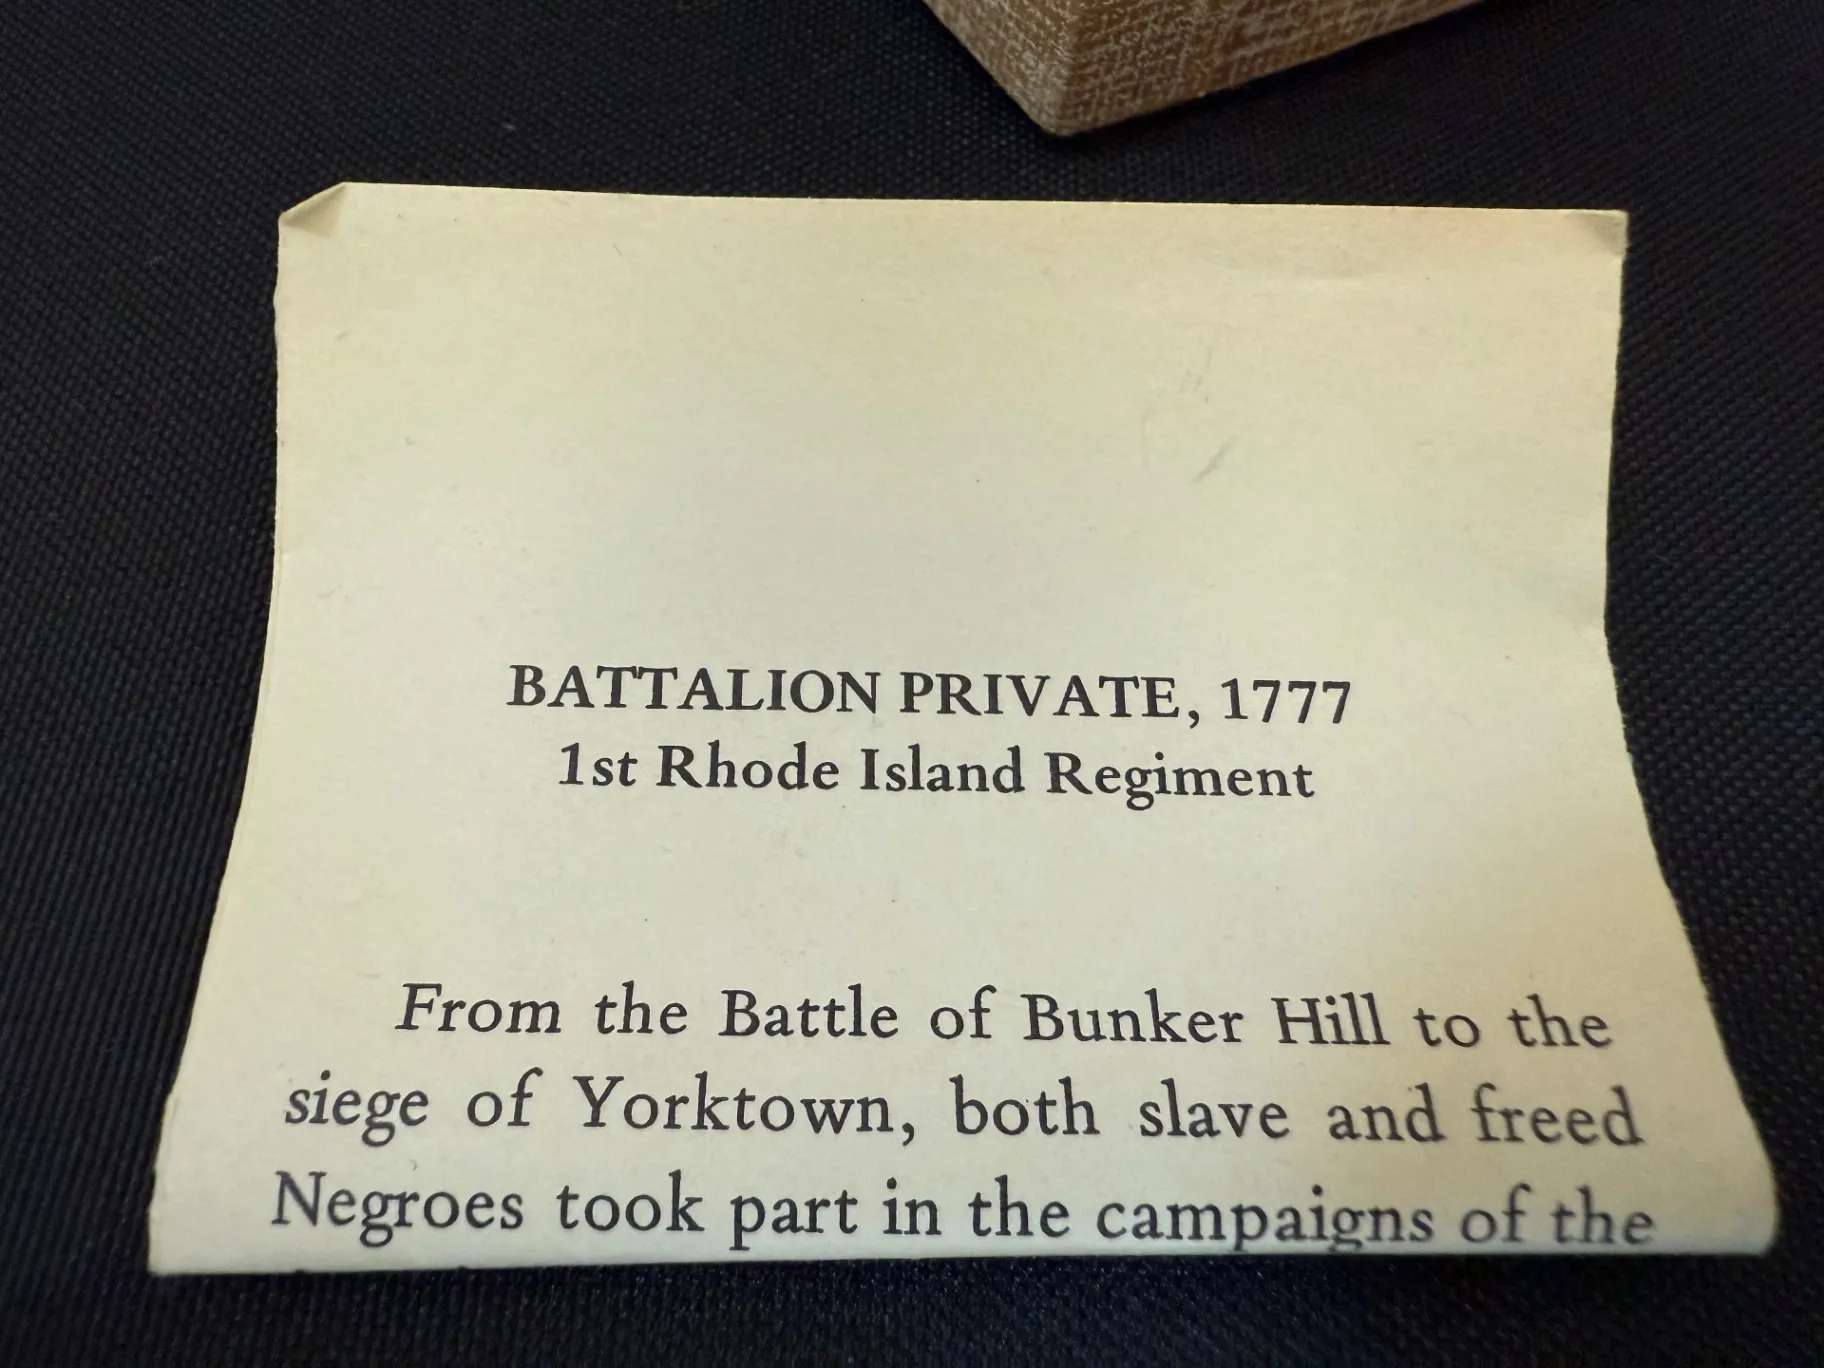 BATTALION PRIVATE, 1777
1st Rhode Island Regiment
From the Battle of Bunker Hill to the
siege of Yorktown, both slave and freed
Negroes took part in the campaigns of the